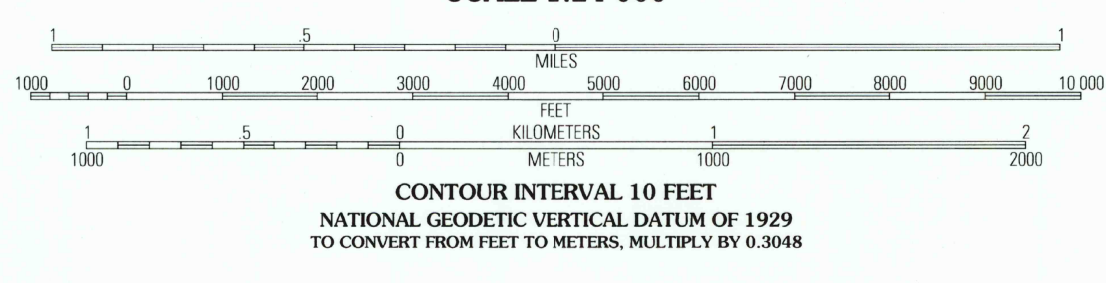 1 .5 0 1
MILES
1000 0 1000 2000 3000 4000 5000 6000 7000 8000 9000 10 000
FEET
1 .5 0 KILOMETERS 1 2
1000 0 METERS 1000 2000
CONTOUR INTERVAL 10 FEET
NATIONAL GEODETIC VERTICAL DATUM OF 1929
TO CONVERT FROM FEET TO METERS, MULTIPLY BY 0.3048